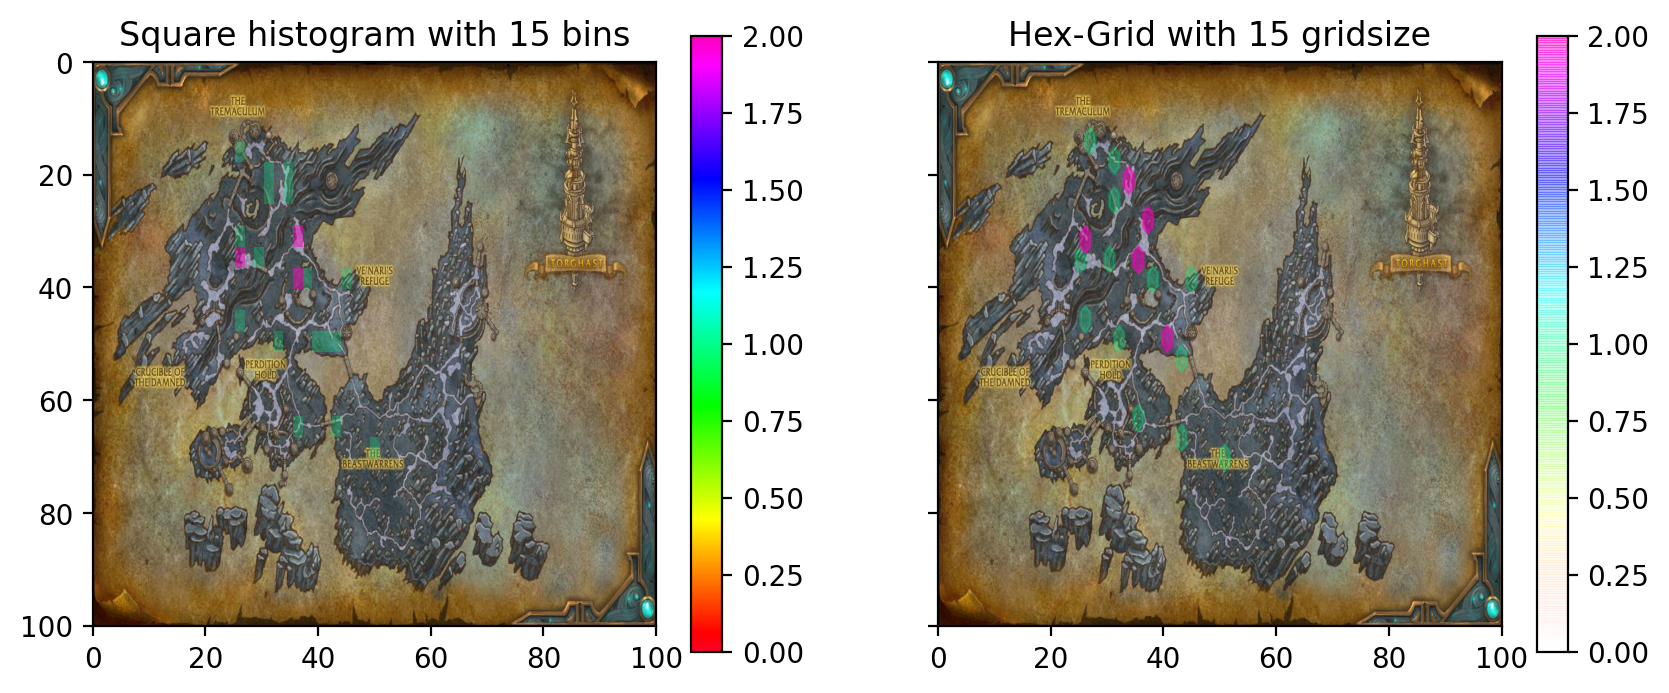 Square histogram with 15 bins
0
20
40
60
80
100
0
20
40
60
80
100
THE
TREMACULUM
VE'NARI'S
REFUGE
TORGHAST
PERDITION
HOLD
CRUCIBLE OF
THE DAMNED
THE
BEASTWARRENS
2.00
1.75
1.50
1.25
1.00
0.75
0.50
0.25
0.00
Hex-Grid with 15 gridsize
THE
TREMACULUM
VE'NARI'S
REFUGE
TORGHAST
PERDITION
HOLD
CRUCIBLE OF
THE DAMNED
THE
BEASTWARRENS
0
20
40
60
80
100
2.00
1.75
1.50
1.25
1.00
0.75
0.50
0.25
0.00